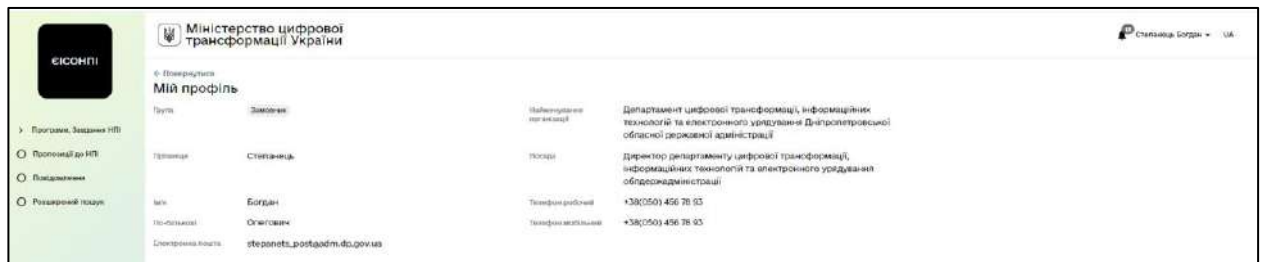 ЄІСОНПІ
Міністерство цифрової
трансформації України
Степанець Богдан
UA
← Повернутися
Мій профіль
Програми, Завдання НПІ
Пропозиції до НПІ
Повідомлення
Розширений пошук
Група Замовник
Найменування організації
Департамент цифрової трансформації, інформаційних
технологій та електронного урядування Дніпропетровської
обласної державної адміністрації
Прізвище Степанець
Посада
Директор департаменту цифрової трансформації,
інформаційних технологій та електронного урядування
облдержадміністрації
Ім'я Богдан
Телефон робочий +38(050) 456 78 93
По-батькові Олегович
Телефон мобільний +38(050) 456 78 93
Електронна пошта stepanets_post@adm.dp.gov.ua